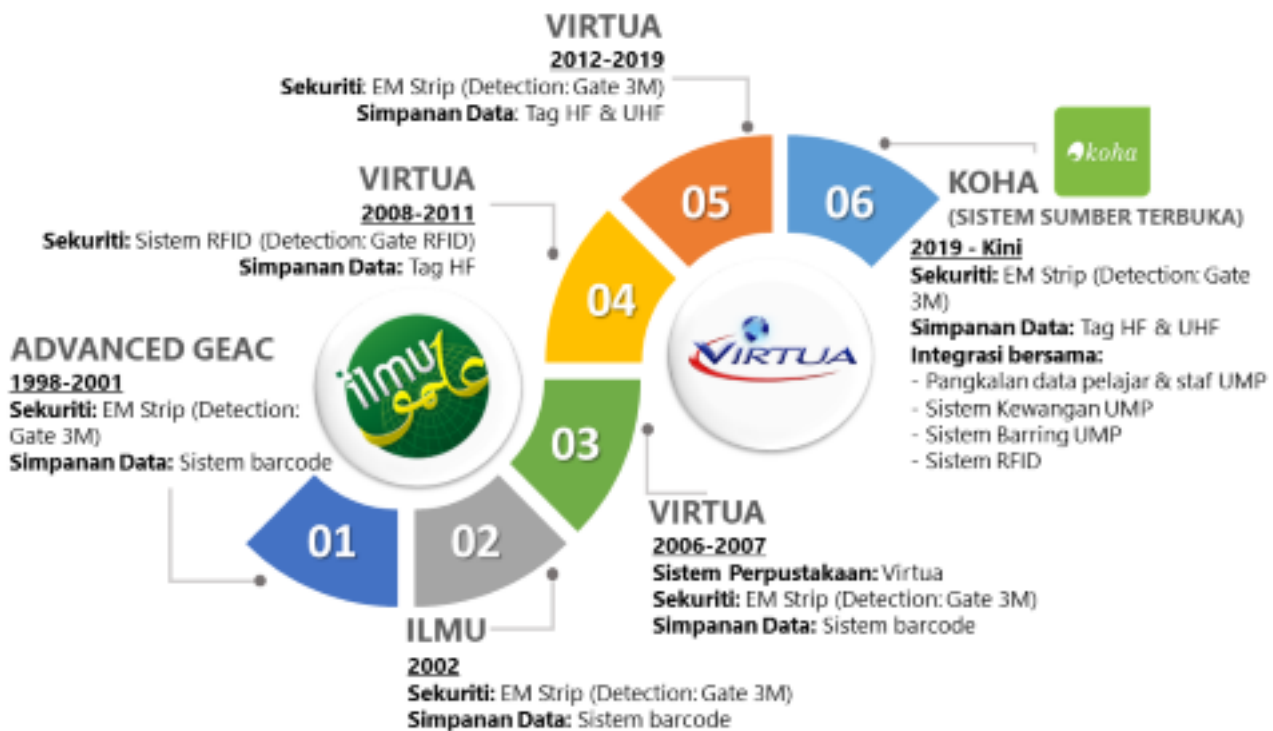 VIRTUA
2012-2019
Sekuriti: EM Strip (Detection: Gate 3M)
Simpanan Data: Tag HF & UHF
VIRTUA
2008-2011
Sekuriti: Sistem RFID (Detection: Gate RFID)
Simpanan Data: Tag HF
ADVANCED GEAC
1998-2001
Sekuriti: EM Strip (Detection:
Gate 3M)
Simpanan Data: Sistem barcode
01
02
03
04
05
06
ilmu
علمو
VIRTUA
koha
KOHA
(SISTEM SUMBER TERBUKA)
2019 - Kini
Sekuriti: EM Strip (Detection: Gate
3M)
Simpanan Data: Tag HF & UHF
Integrasi bersama:
- Pangkalan data pelajar & staf UMP
- Sistem Kewangan UMP
- Sistem Barring UMP
- Sistem RFID
VIRTUA
2006-2007
Sistem Perpustakaan: Virtua
Sekuriti: EM Strip (Detection: Gate 3M)
Simpanan Data: Sistem barcode
ILMU
2002
Sekuriti: EM Strip (Detection: Gate 3M)
Simpanan Data: Sistem barcode